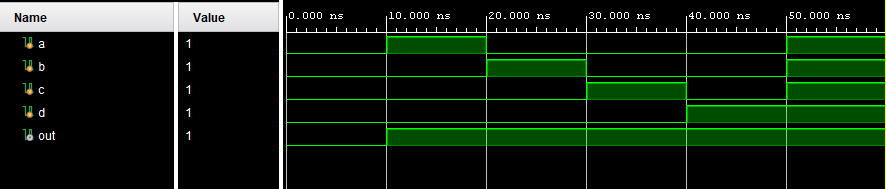 Name Value 0.000 ns 10.000 ns 20.000 ns 30.000 ns 40.000 ns 50.000 ns
a 1
b 1
c 1
d 1
out 1